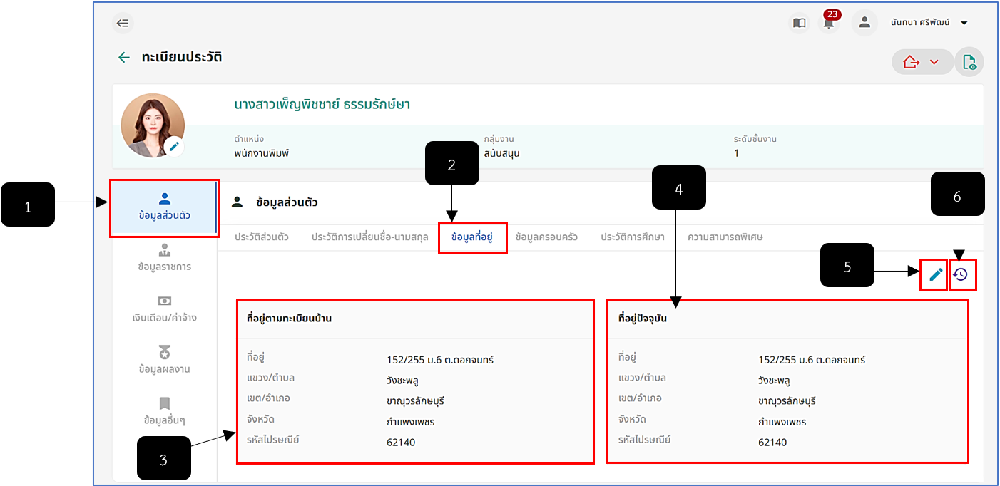 23
นันทนา ศรีพัฒน์
ทะเบียนประวัติ
นางสาวเพ็ญพิชชาย์ ธรรมรักษ์ษา
ตำแหน่ง กลุ่มงาน ระดับชั้นงาน
พนักงานพิมพ์ สนับสนุน 1
2
4
6
1
ข้อมูลส่วนตัว
ข้อมูลส่วนตัว
ประวัติส่วนตัว ประวัติการเปลี่ยนชื่อ-นามสกุล ข้อมูลที่อยู่ ข้อมูลครอบครัว ประวัติการศึกษา ความสามารถพิเศษ
ข้อมูลราชการ
5
เงินเดือน/ค่าจ้าง
ข้อมูลผลงาน
ข้อมูลอื่นๆ
3
ที่อยู่ตามทะเบียนบ้าน
ที่อยู่ 152/255 ม.6 ต.ดอกจนทร์
แขวง/ตำบล วังชะพลู
เขต/อำเภอ ขาณุวรลักษบุรี
จังหวัด กำแพงเพชร
รหัสไปรษณีย์ 62140
ที่อยู่ปัจจุบัน
ที่อยู่ 152/255 ม.6 ต.ดอกจนทร์
แขวง/ตำบล วังชะพลู
เขต/อำเภอ ขาณุวรลักษบุรี
จังหวัด กำแพงเพชร
รหัสไปรษณีย์ 62140